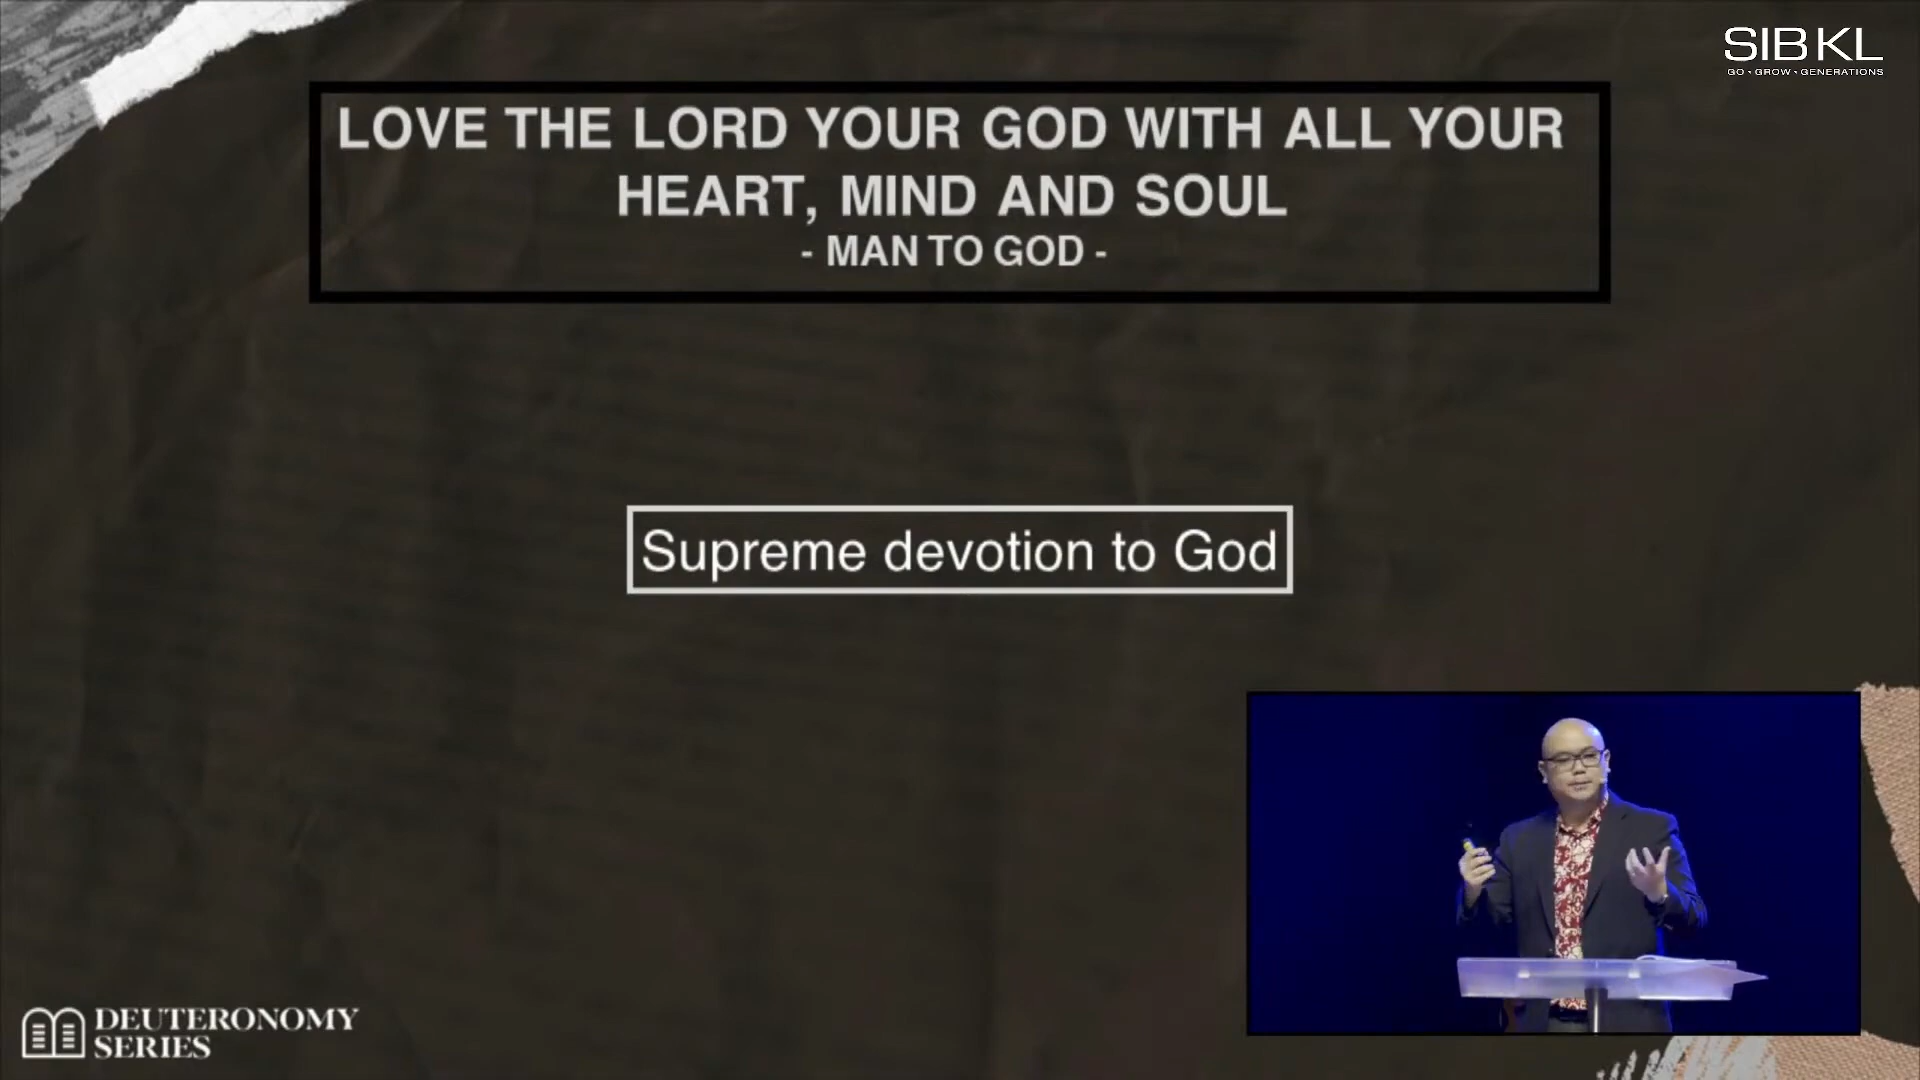 SIBKL
GO • GROW • GENERATIONS
LOVE THE LORD YOUR GOD WITH ALL YOUR
HEART, MIND AND SOUL
- MAN TO GOD -
Supreme devotion to God
DEUTERONOMY
SERIES